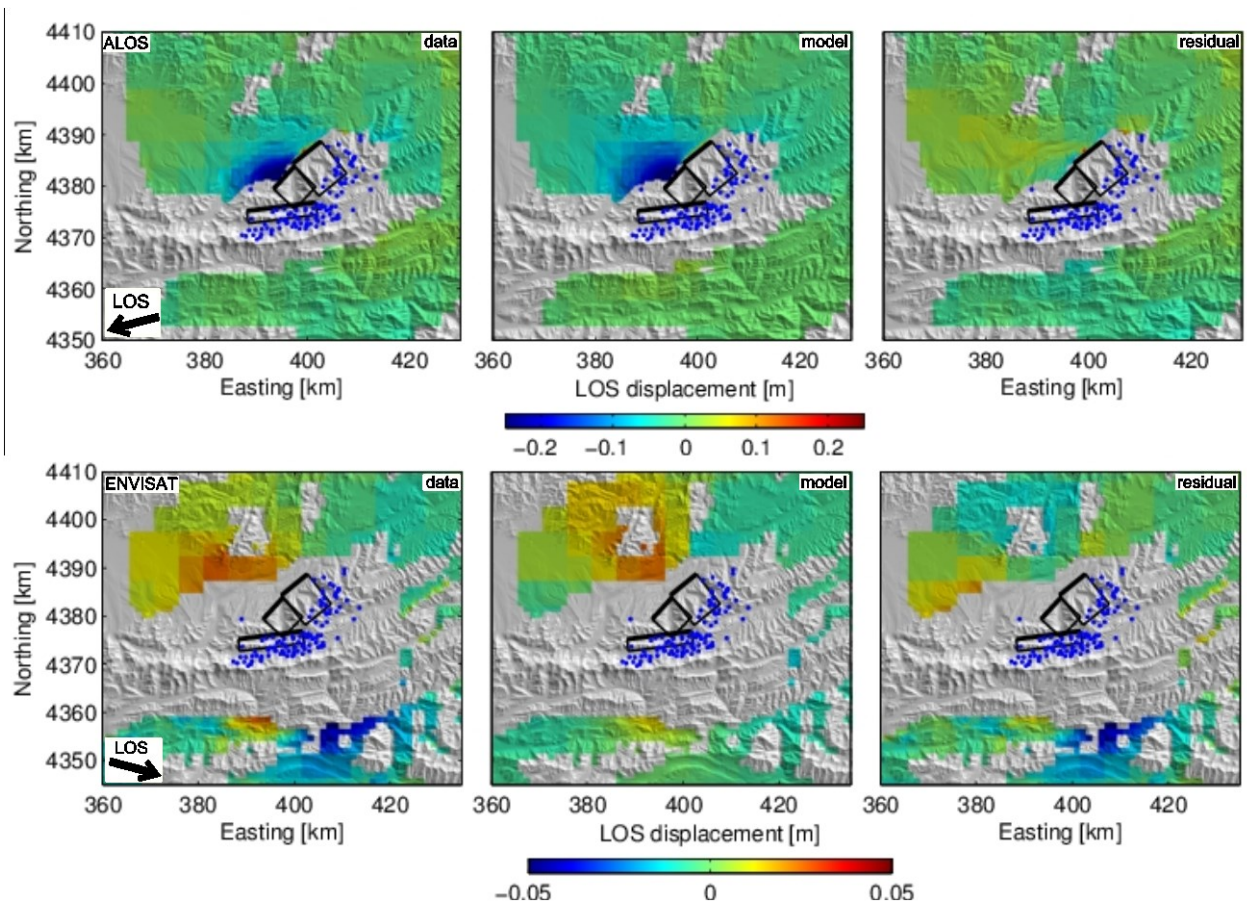 ALOS data model residual
4410
4400
4390
4380
4370
4360
4350
Northing [km]
LOS
360 380 400 420 360 380 400 420 360 380 400 420
Easting [km] LOS displacement [m] Easting [km]
−0.2 −0.1 0 0.1 0.2
ENVISAT data model residual
4410
4400
4390
4380
4370
4360
4350
Northing [km]
LOS
360 380 400 420 360 380 400 420 360 380 400 420
Easting [km] LOS displacement [m] Easting [km]
−0.05 0 0.05